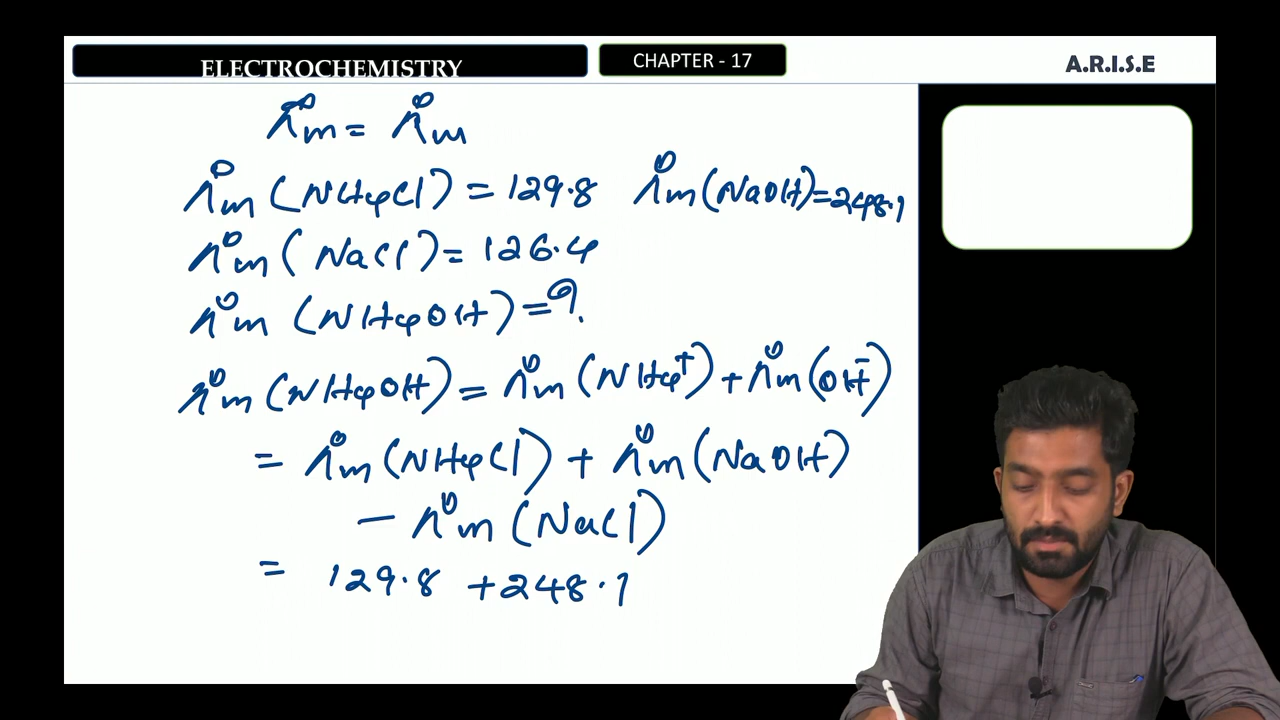 ELECTROCHEMISTRY
CHAPTER - 17
A.R.I.S.E
Λ°m = Λ°m
Λ°m (NH4Cl) = 129.8 Λ°m (NaOH) = 248.1
Λ°m (NaCl) = 126.4
Λ°m (NH4OH) = ?
Λ°m (NH4OH) = Λ°m (NH4+) + Λ°m (OH-)
= Λ°m (NH4Cl) + Λ°m (NaOH)
- Λ°m (NaCl)
= 129.8 + 248.1